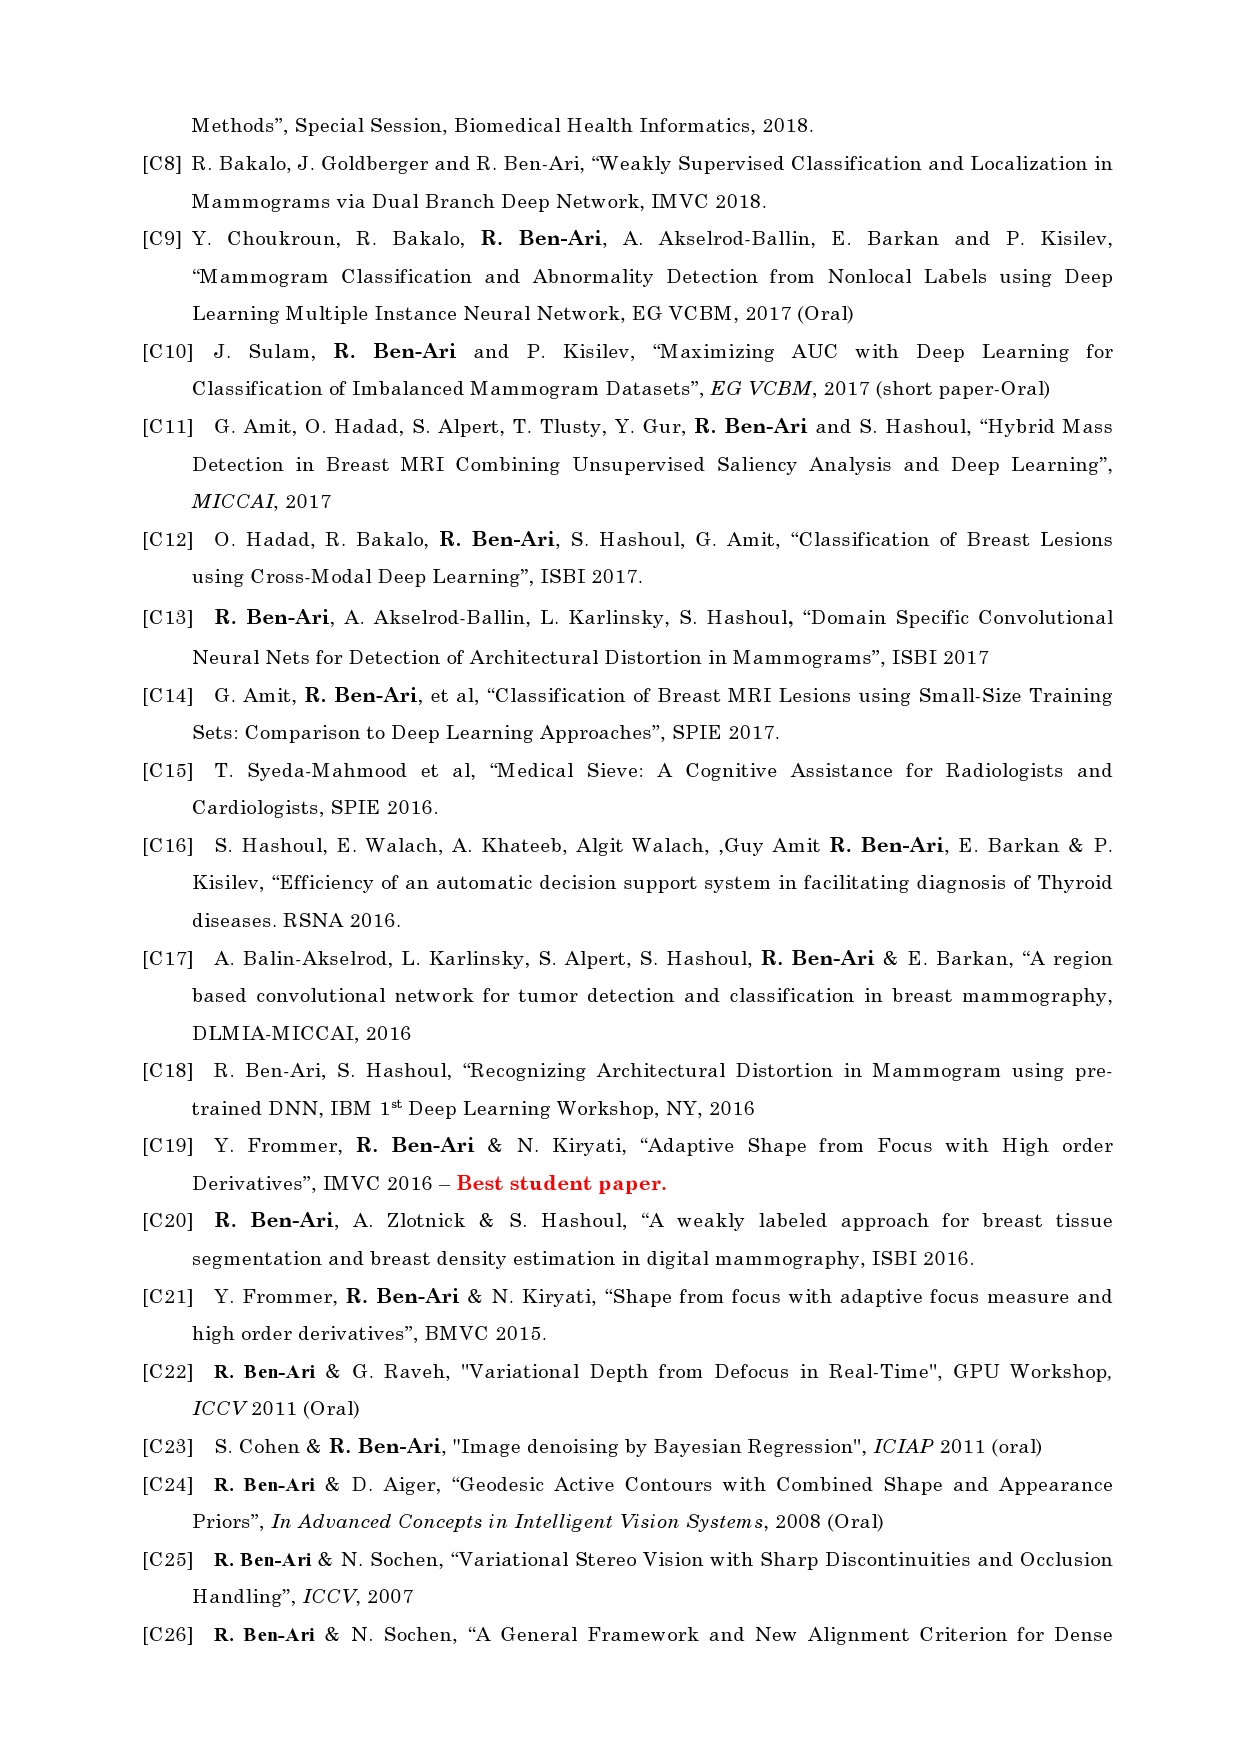 Methods”, Special Session, Biomedical Health Informatics, 2018.
[C8] R. Bakalo, J. Goldberger and R. Ben-Ari, “Weakly Supervised Classification and Localization in
Mammograms via Dual Branch Deep Network, IMVC 2018.
[C9] Y. Choukroun, R. Bakalo, R. Ben-Ari, A. Akselrod-Ballin, E. Barkan and P. Kisilev,
“Mammogram Classification and Abnormality Detection from Nonlocal Labels using Deep
Learning Multiple Instance Neural Network, EG VCBM, 2017 (Oral)
[C10] J. Sulam, R. Ben-Ari and P. Kisilev, “Maximizing AUC with Deep Learning for
Classification of Imbalanced Mammogram Datasets”, EG VCBM, 2017 (short paper-Oral)
[C11] G. Amit, O. Hadad, S. Alpert, T. Tlusty, Y. Gur, R. Ben-Ari and S. Hashoul, “Hybrid Mass
Detection in Breast MRI Combining Unsupervised Saliency Analysis and Deep Learning”,
MICCAI, 2017
[C12] O. Hadad, R. Bakalo, R. Ben-Ari, S. Hashoul, G. Amit, “Classification of Breast Lesions
using Cross-Modal Deep Learning”, ISBI 2017.
[C13] R. Ben-Ari, A. Akselrod-Ballin, L. Karlinsky, S. Hashoul, “Domain Specific Convolutional
Neural Nets for Detection of Architectural Distortion in Mammograms”, ISBI 2017
[C14] G. Amit, R. Ben-Ari, et al, “Classification of Breast MRI Lesions using Small-Size Training
Sets: Comparison to Deep Learning Approaches”, SPIE 2017.
[C15] T. Syeda-Mahmood et al, “Medical Sieve: A Cognitive Assistance for Radiologists and
Cardiologists, SPIE 2016.
[C16] S. Hashoul, E. Walach, A. Khateeb, Algit Walach, ,Guy Amit R. Ben-Ari, E. Barkan & P.
Kisilev, “Efficiency of an automatic decision support system in facilitating diagnosis of Thyroid
diseases. RSNA 2016.
[C17] A. Balin-Akselrod, L. Karlinsky, S. Alpert, S. Hashoul, R. Ben-Ari & E. Barkan, “A region
based convolutional network for tumor detection and classification in breast mammography,
DLMIA-MICCAI, 2016
[C18] R. Ben-Ari, S. Hashoul, “Recognizing Architectural Distortion in Mammogram using pre-
trained DNN, IBM 1st Deep Learning Workshop, NY, 2016
[C19] Y. Frommer, R. Ben-Ari & N. Kiryati, “Adaptive Shape from Focus with High order
Derivatives”, IMVC 2016 – Best student paper.
[C20] R. Ben-Ari, A. Zlotnick & S. Hashoul, “A weakly labeled approach for breast tissue
segmentation and breast density estimation in digital mammography, ISBI 2016.
[C21] Y. Frommer, R. Ben-Ari & N. Kiryati, “Shape from focus with adaptive focus measure and
high order derivatives”, BMVC 2015.
[C22] R. Ben-Ari & G. Raveh, "Variational Depth from Defocus in Real-Time", GPU Workshop,
ICCV 2011 (Oral)
[C23] S. Cohen & R. Ben-Ari, "Image denoising by Bayesian Regression", ICIAP 2011 (oral)
[C24] R. Ben-Ari & D. Aiger, “Geodesic Active Contours with Combined Shape and Appearance
Priors”, In Advanced Concepts in Intelligent Vision Systems, 2008 (Oral)
[C25] R. Ben-Ari & N. Sochen, “Variational Stereo Vision with Sharp Discontinuities and Occlusion
Handling”, ICCV, 2007
[C26] R. Ben-Ari & N. Sochen, “A General Framework and New Alignment Criterion for Dense